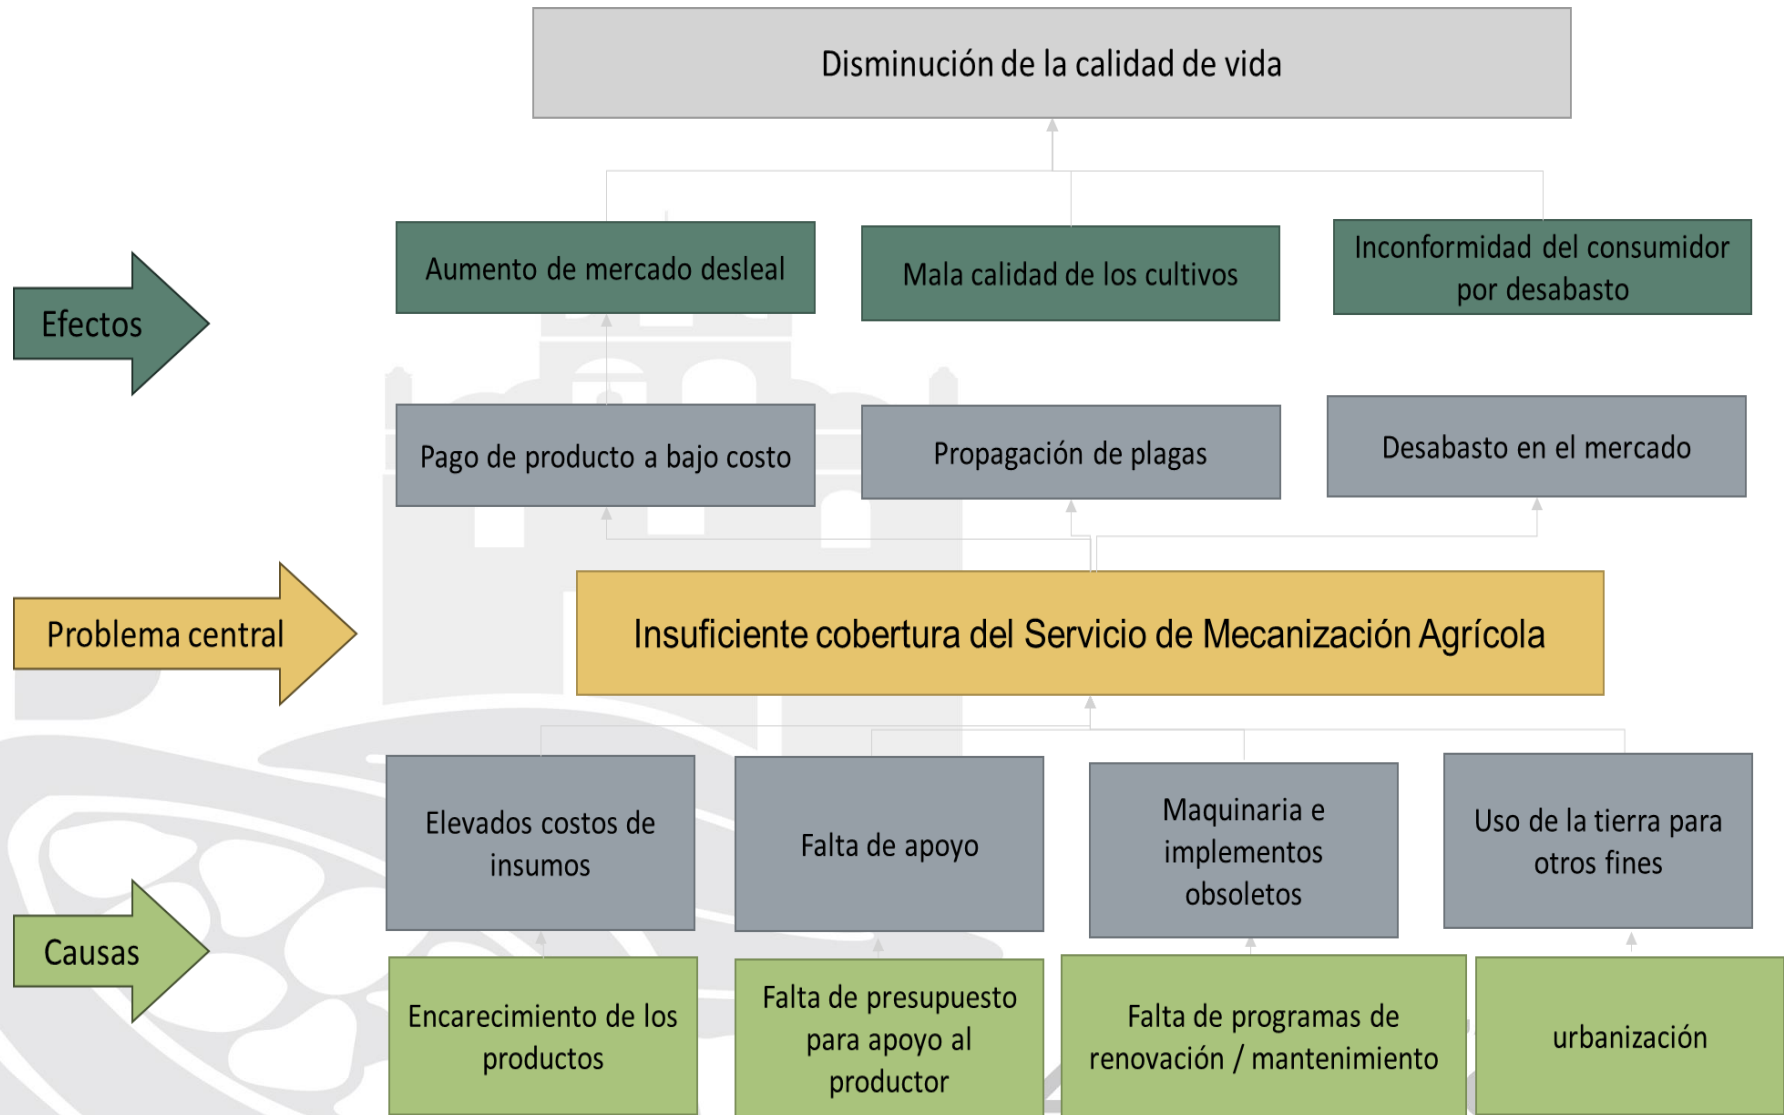 Disminución de la calidad de vida
Aumento de mercado desleal
Mala calidad de los cultivos
Inconformidad del consumidor
por desabasto
Efectos
Pago de producto a bajo costo
Propagación de plagas
Desabasto en el mercado
Problema central
Insuficiente cobertura del Servicio de Mecanización Agrícola
Elevados costos de
insumos
Falta de apoyo
Maquinaria e
implementos
obsoletos
Uso de la tierra para
otros fines
Causas
Encarecimiento de los
productos
Falta de presupuesto
para apoyo al
productor
Falta de programas de
renovación / mantenimiento
urbanización